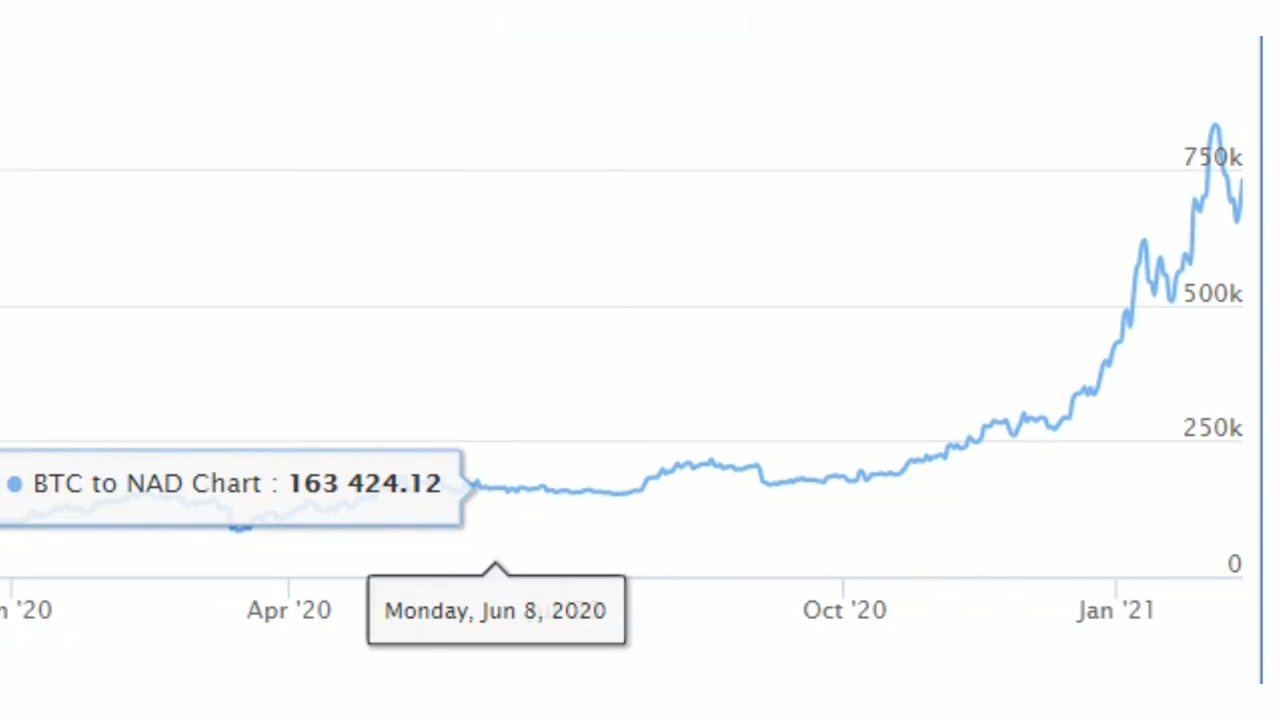 750k
500k
250k
BTC to NAD Chart : 163 424.12
0
'20 Apr '20 Oct '20 Jan '21
Monday, Jun 8, 2020